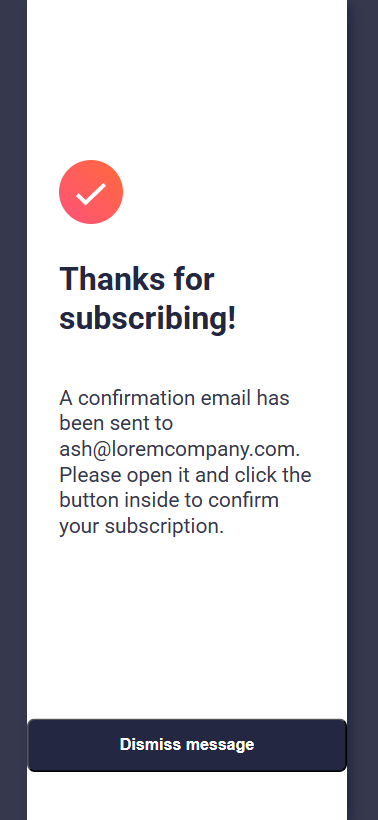 Thanks for
subscribing!
A confirmation email has
been sent to
ash@loremcompany.com.
Please open it and click the
button inside to confirm
your subscription.
Dismiss message